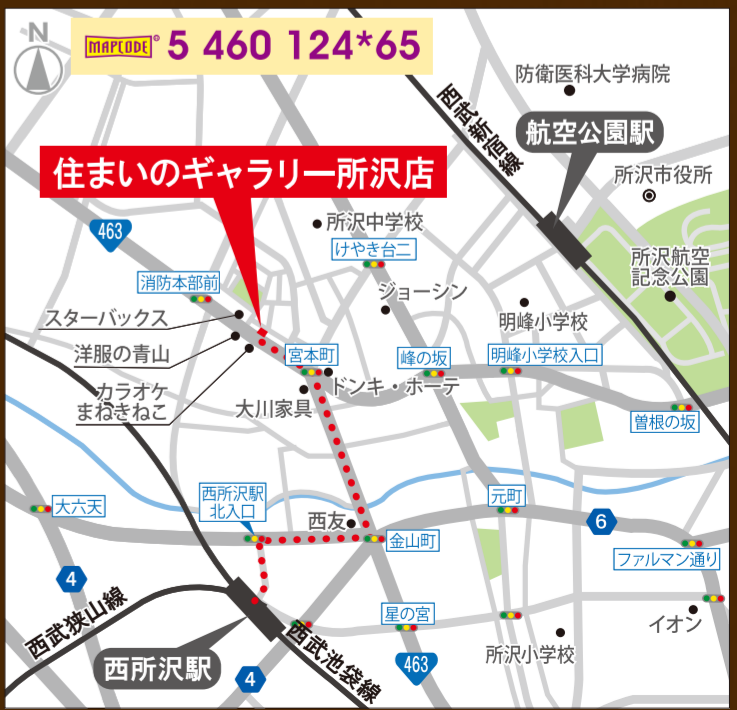 N
MAPCODE® 5 460 124*65
防衛医科大学病院
西武新宿線
航空公園駅
所沢市役所
住まいのギャラリー所沢店
463
所沢中学校
けやき台二
所沢航空
記念公園
消防本部前
ジョーシン
スターバックス
明峰小学校
洋服の青山
宮本町
峰の坂
明峰小学校入口
カラオケ
まねきねこ
ドンキ・ホーテ
大川家具
曽根の坂
大六天
西所沢駅
北入口
西友
元町
金山町
6
ファルマン通り
4
西武狭山線
星の宮
イオン
西武池袋線
所沢小学校
西所沢駅
4
463